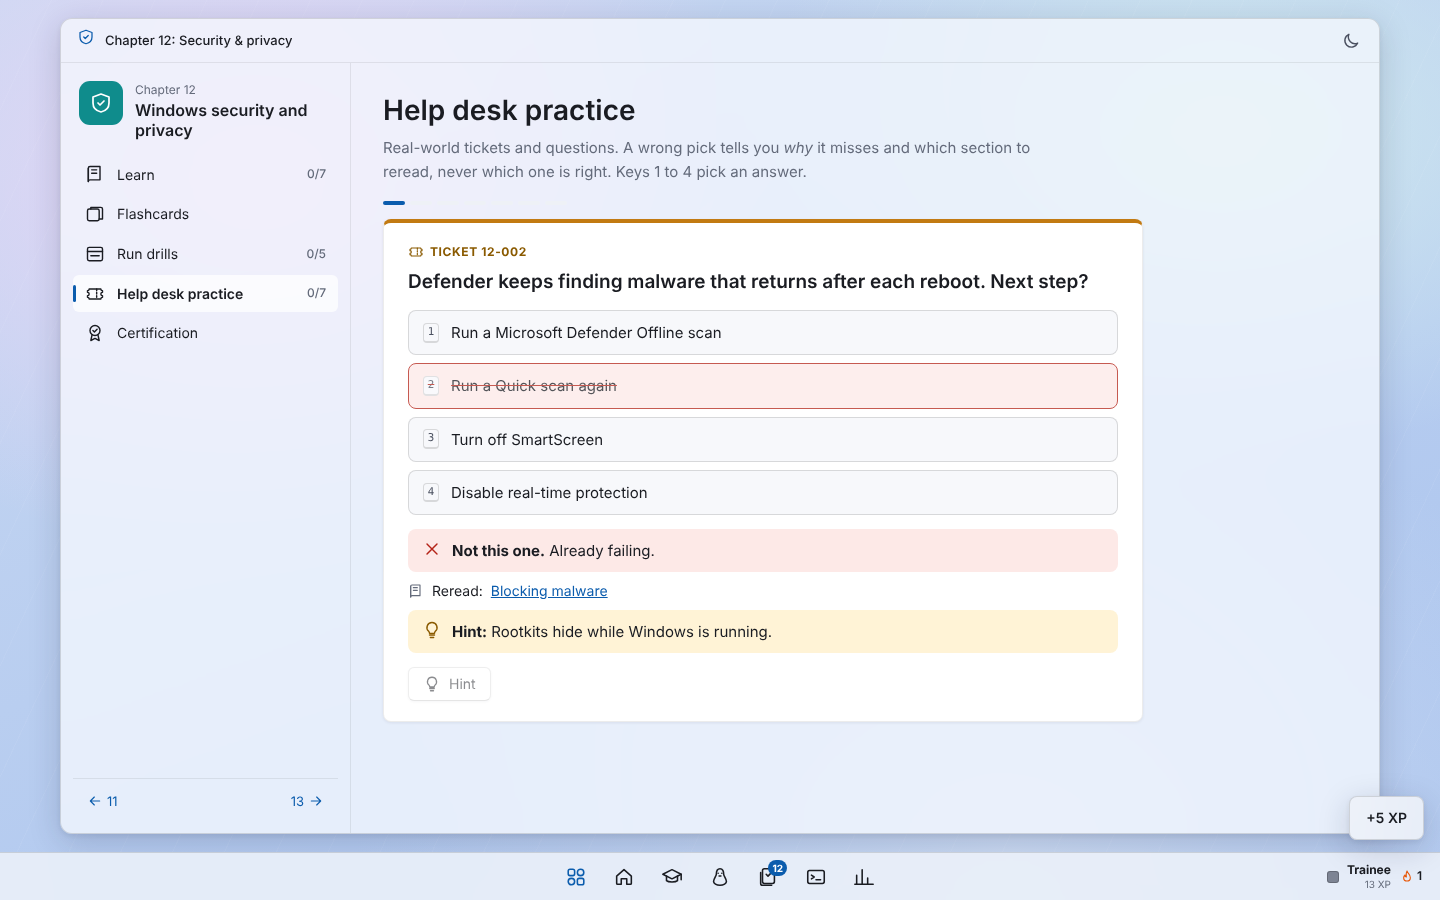 Chapter 12: Security & privacy
Chapter 12
Windows security and
privacy
Learn 0/7
Flashcards
Run drills 0/5
Help desk practice 0/7
Certification
11
13
Help desk practice
Real-world tickets and questions. A wrong pick tells you why it misses and which section to
reread, never which one is right. Keys 1 to 4 pick an answer.
TICKET 12-002
Defender keeps finding malware that returns after each reboot. Next step?
1 Run a Microsoft Defender Offline scan
2 Run a Quick scan again
3 Turn off SmartScreen
4 Disable real-time protection
Not this one. Already failing.
Reread: Blocking malware
Hint: Rootkits hide while Windows is running.
Hint
+5 XP
12
Trainee
13 XP
1